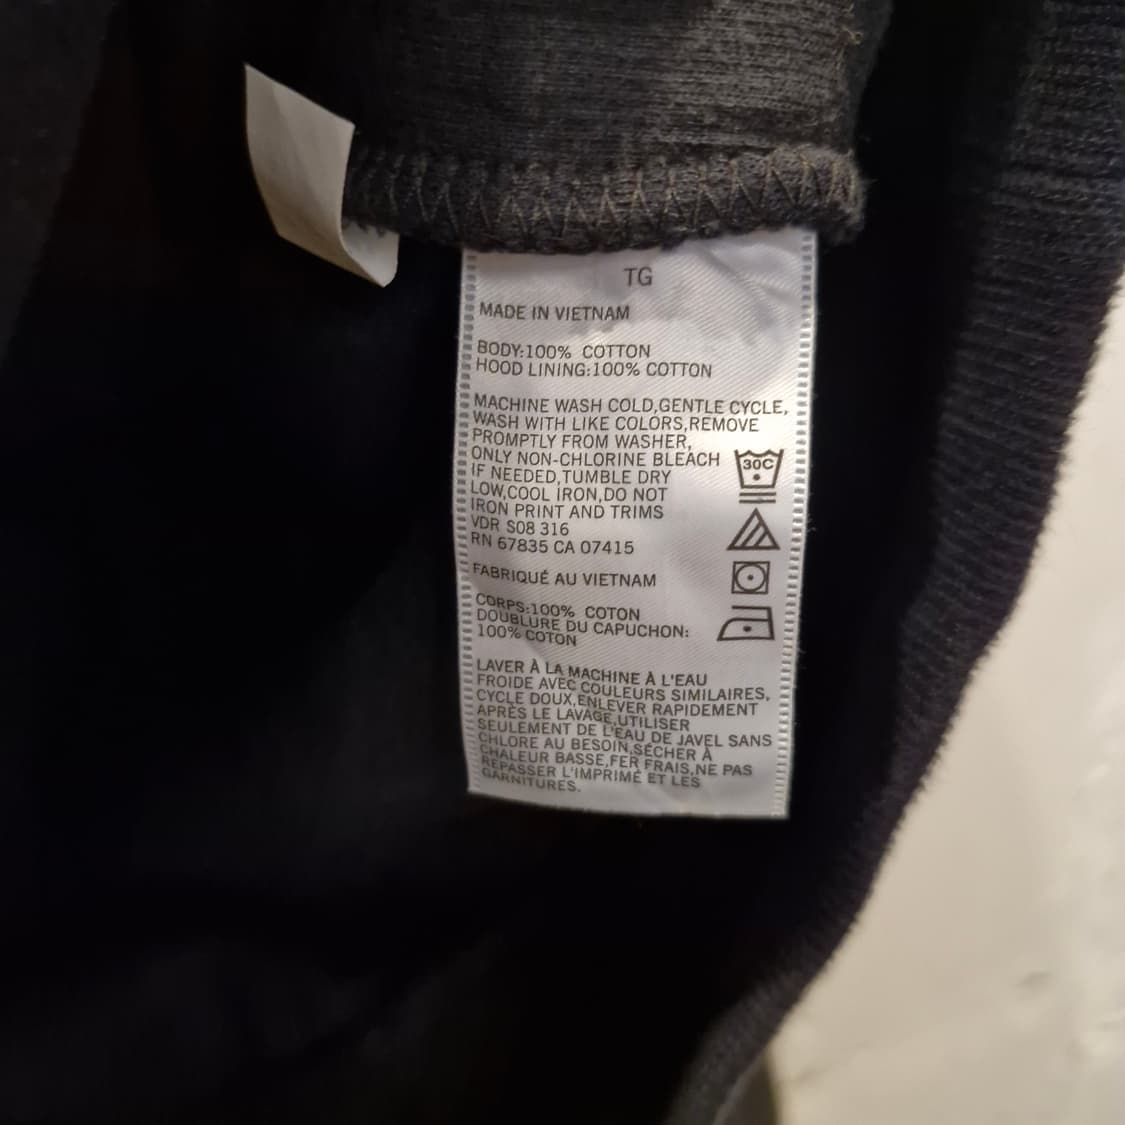 TG
MADE IN VIETNAM
BODY:100% COTTON
HOOD LINING:100% COTTON
MACHINE WASH COLD,GENTLE CYCLE,
WASH WITH LIKE COLORS,REMOVE
PROMPTLY FROM WASHER,
ONLY NON-CHLORINE BLEACH
IF NEEDED,TUMBLE DRY
LOW,COOL IRON,DO NOT
IRON PRINT AND TRIMS
VDR S08 316
RN 67835 CA 07415
30C
FABRIQUÉ AU VIETNAM
CORPS:100% COTON
DOUBLURE DU CAPUCHON:
100% COTON
LAVER À LA MACHINE À L'EAU
FROIDE AVEC COULEURS SIMILAIRES,
CYCLE DOUX,ENLEVER RAPIDEMENT
APRÈS LE LAVAGE,UTILISER
SEULEMENT DE L'EAU DE JAVEL SANS
CHLORE AU BESOIN,SÉCHER À
CHALEUR BASSE,FER FRAIS,NE PAS
REPASSER L'IMPRIMÉ ET LES
GARNITURES.